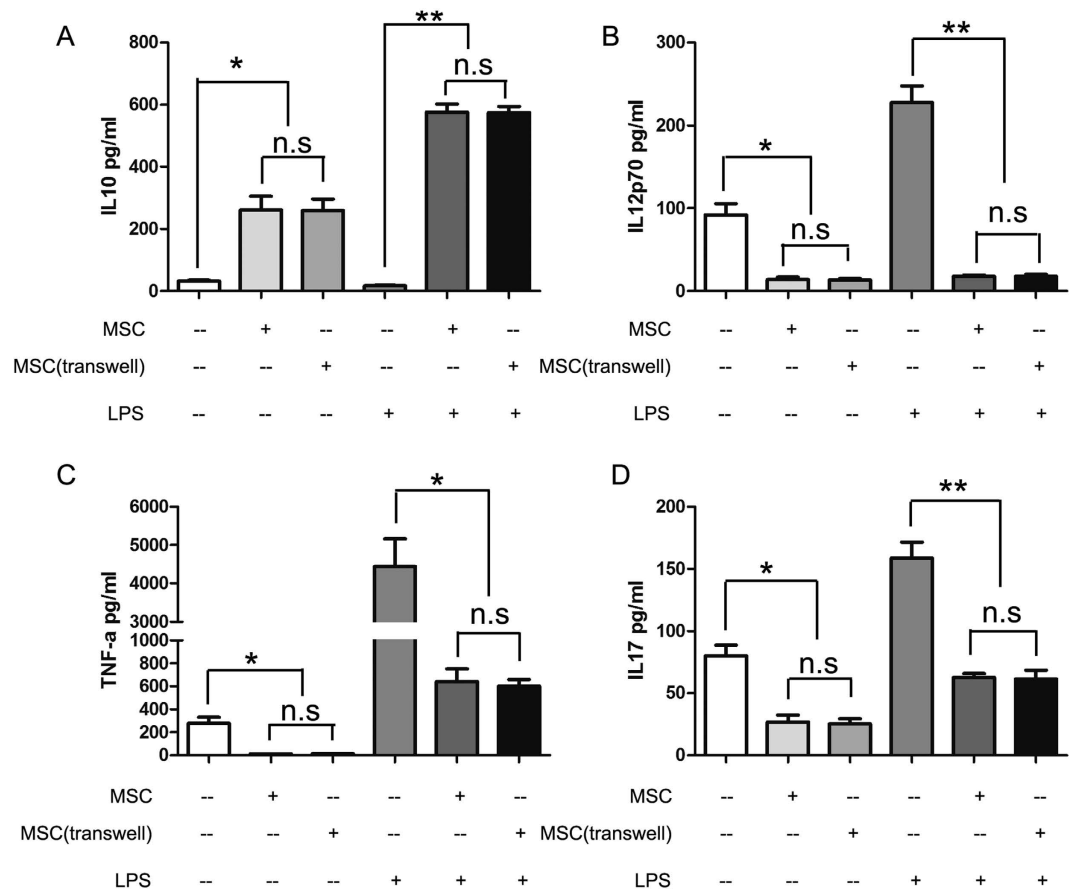 A
**
800
*
n.s
600
n.s
400
200
0
IL10 pg/ml
MSC -- + -- -- + --
MSC(transwell) -- -- + -- -- +
LPS -- -- -- + + +
B
**
300
200
*
n.s
n.s
100
0
IL12p70 pg/ml
MSC -- + -- -- + --
MSC(transwell) -- -- + -- -- +
LPS -- -- -- + + +
C
*
6000
5000
4000
3000
1000
n.s
800
*
600
n.s
400
200
0
TNF-a pg/ml
MSC -- + -- -- + --
MSC(transwell) -- -- + -- -- +
LPS -- -- -- + + +
D
**
200
*
150
n.s
100
n.s
50
0
IL17 pg/ml
MSC -- + -- -- + --
MSC(transwell) -- -- + -- -- +
LPS -- -- -- + + +